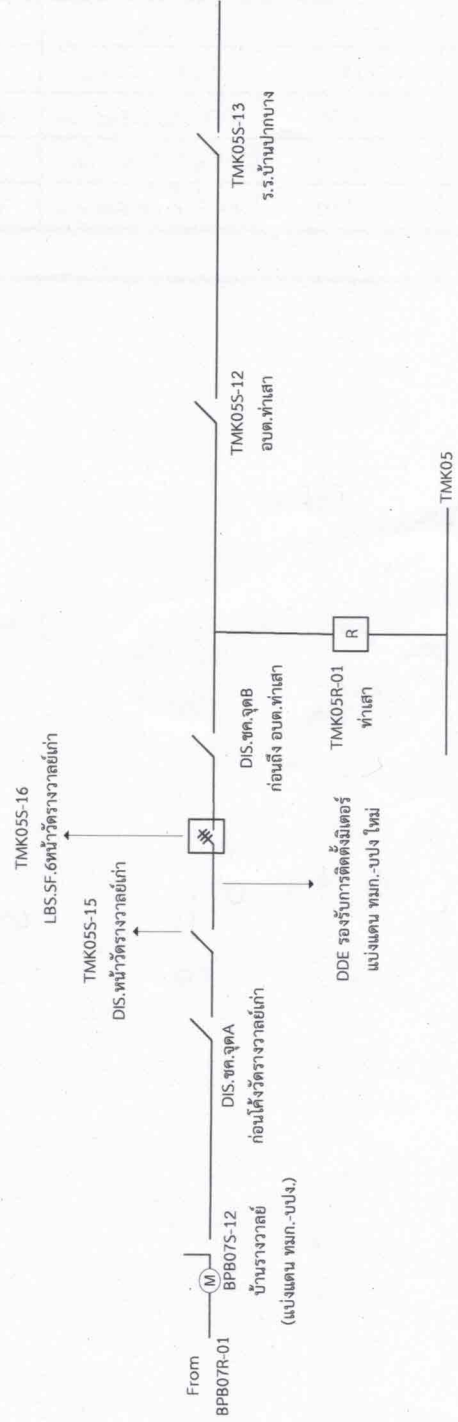 From
BPB07R-01
M
BPB07S-12
บ้านรางวาลย์
(แบ่งแดน ทมก.-บปง.)
DIS.ชค.จุดA
ก่อนโค้งวัดรางวาลย์เก่า
TMK05S-15
DIS.หน้าวัดรางวาลย์เก่า
TMK05S-16
LBS.SF.6หน้าวัดรางวาลย์เก่า
DDE รองรับการติดตั้งมิเตอร์
แบ่งแดน ทมก.-บปง ใหม่
DIS.ชค.จุดB
ก่อนถึง อบต.ท่าเสา
R
TMK05R-01
ท่าเสา
TMK05
TMK05S-12
อบต.ท่าเสา
TMK05S-13
ร.ร.บ้านปากบาง